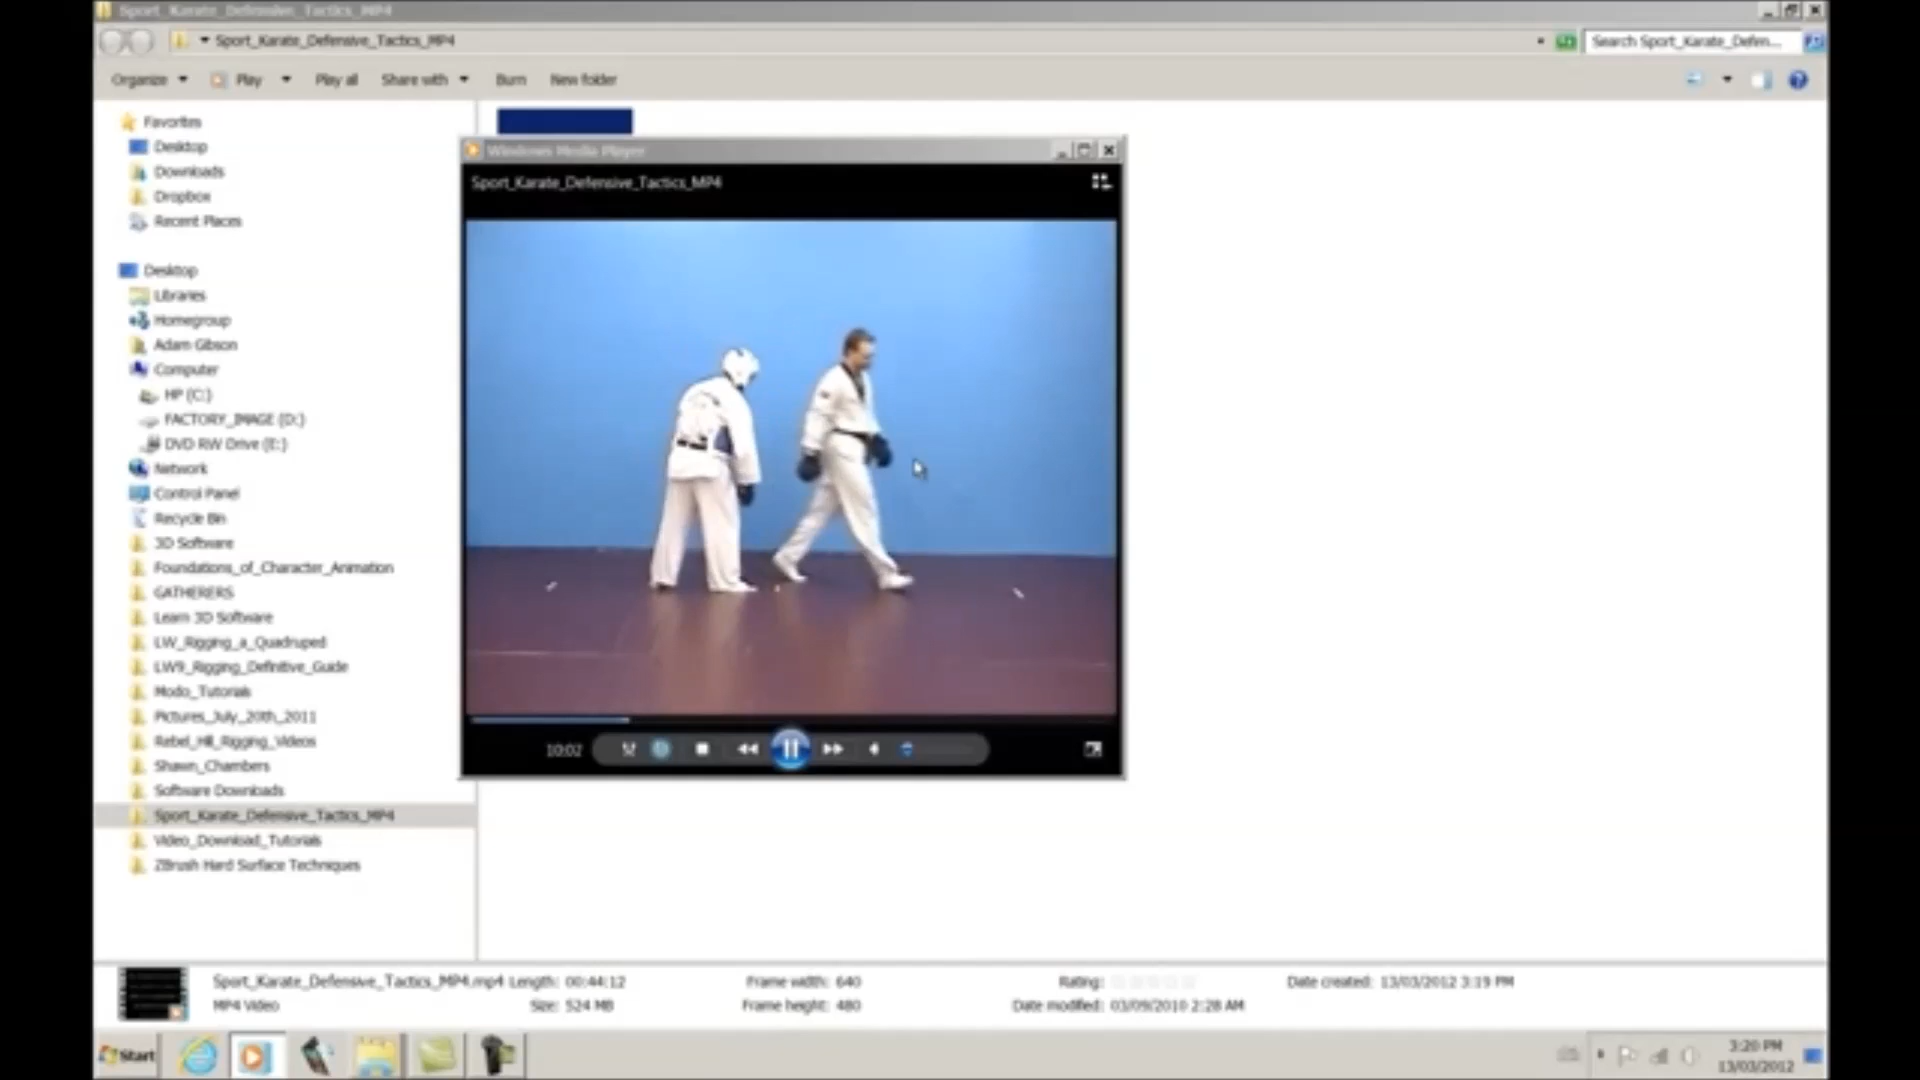 Sport_Karate_Defensive_Tactics_MP4
Sport_Karate_Defensive_Tactics_MP4
Search Sport_Karate_Defen...
Organize Play Play all Share with Burn New folder
Favorites
Desktop
Downloads
Dropbox
Recent Places
Desktop
Libraries
Homegroup
Adam Gibson
Computer
HP (C:)
FACTORY_IMAGE (D:)
DVD RW Drive (E:)
Network
Control Panel
Recycle Bin
3D Software
Foundations_of_Character_Animation
GATHERERS
Learn 3D Software
LW_Rigging_a_Quadruped
LW9_Rigging_Definitive_Guide
Modo_Tutorials
Pictures_July_20th_2011
Rebel_Hill_Rigging_Videos
Shawn_Chambers
Software Downloads
Sport_Karate_Defensive_Tactics_MP4
Video_Download_Tutorials
ZBrush Hard Surface Techniques
Windows Media Player
Sport_Karate_Defensive_Tactics_MP4
10:02
Sport_Karate_Defensive_Tactics_MP4.mp4 Length: 00:44:12 Frame width: 640 Rating: Date created: 13/03/2012 3:19 PM
MP4 Video Size: 524 MB Frame height: 480 Date modified: 03/09/2010 2:28 AM
Start
3:20 PM
13/03/2012